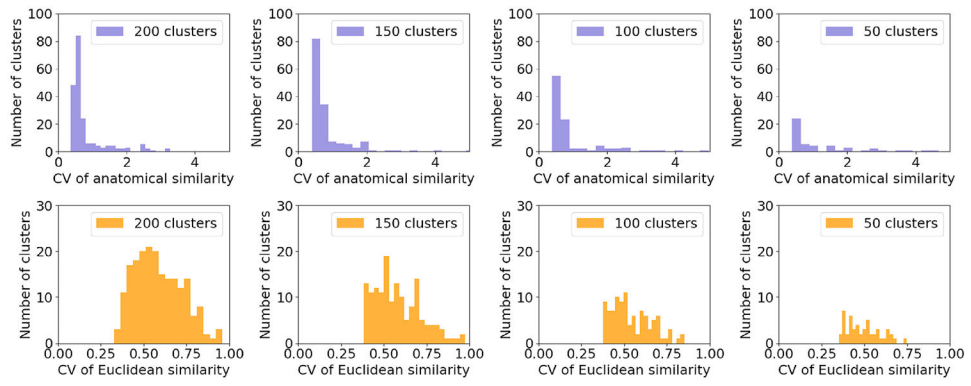 100
80
60
40
20
0
Number of clusters
200 clusters
0 2 4
CV of anatomical similarity
100
80
60
40
20
0
Number of clusters
150 clusters
0 2 4
CV of anatomical similarity
100
80
60
40
20
0
Number of clusters
100 clusters
0 2 4
CV of anatomical similarity
100
80
60
40
20
0
Number of clusters
50 clusters
0 2 4
CV of anatomical similarity
30
20
10
0
Number of clusters
200 clusters
0.00 0.25 0.50 0.75 1.00
CV of Euclidean similarity
30
20
10
0
Number of clusters
150 clusters
0.00 0.25 0.50 0.75 1.00
CV of Euclidean similarity
30
20
10
0
Number of clusters
100 clusters
0.00 0.25 0.50 0.75 1.00
CV of Euclidean similarity
30
20
10
0
Number of clusters
50 clusters
0.00 0.25 0.50 0.75 1.00
CV of Euclidean similarity